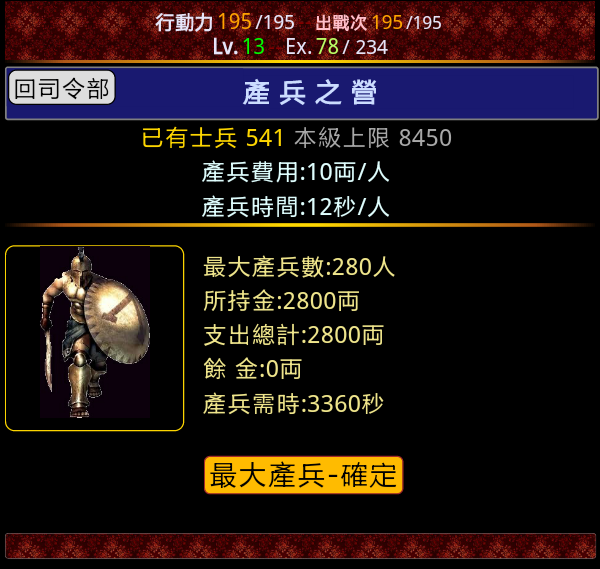 行動力 195/195 出戰次 195/195
Lv.13 Ex.78/ 234
回司令部
產兵之營
已有士兵 541 本級上限 8450
產兵費用:10両/人
產兵時間:12秒/人
最大產兵數:280人
所持金:2800両
支出總計:2800両
餘 金:0両
產兵需時:3360秒
最大產兵-確定